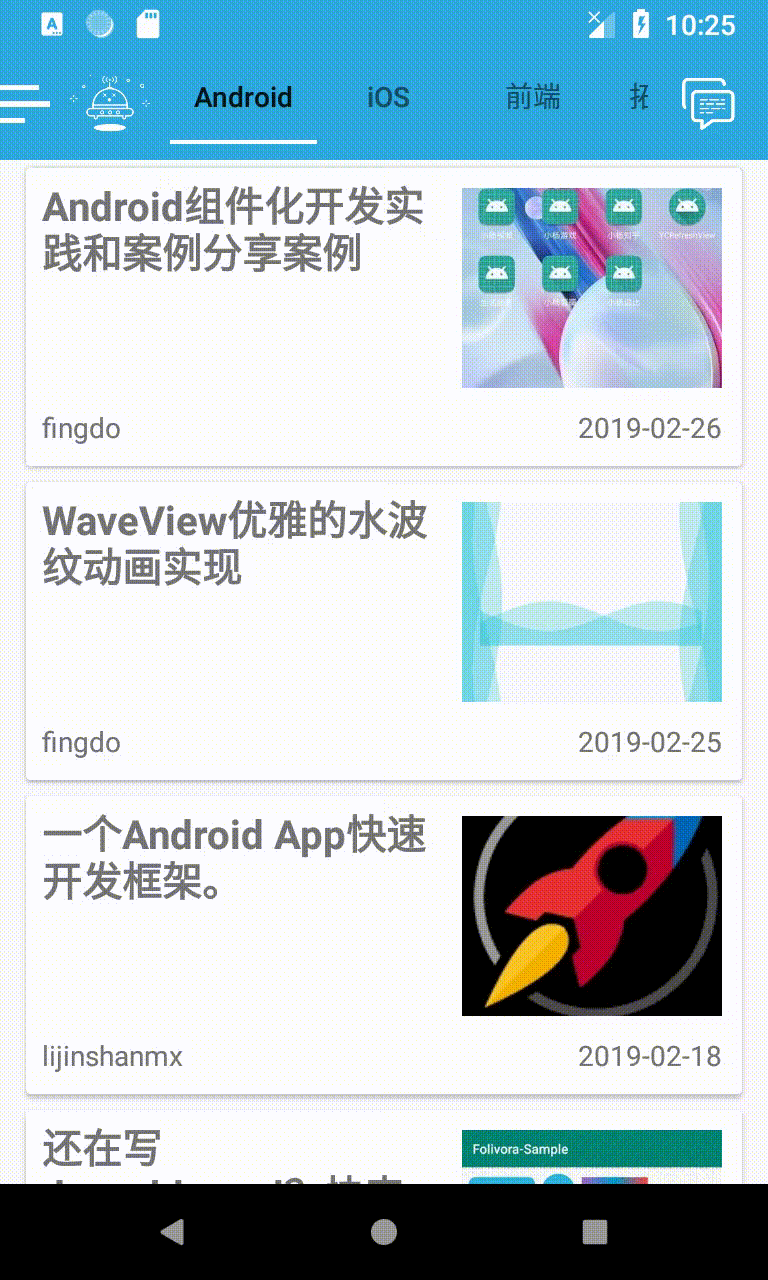 10:25
Android iOS 前端
Android组件化开发实
践和案例分享案例
fingdo 2019-02-26
WaveView优雅的水波
纹动画实现
fingdo 2019-02-25
一个Android App快速
开发框架。
lijinshanmx 2019-02-18
还在写
Folivora-Sample